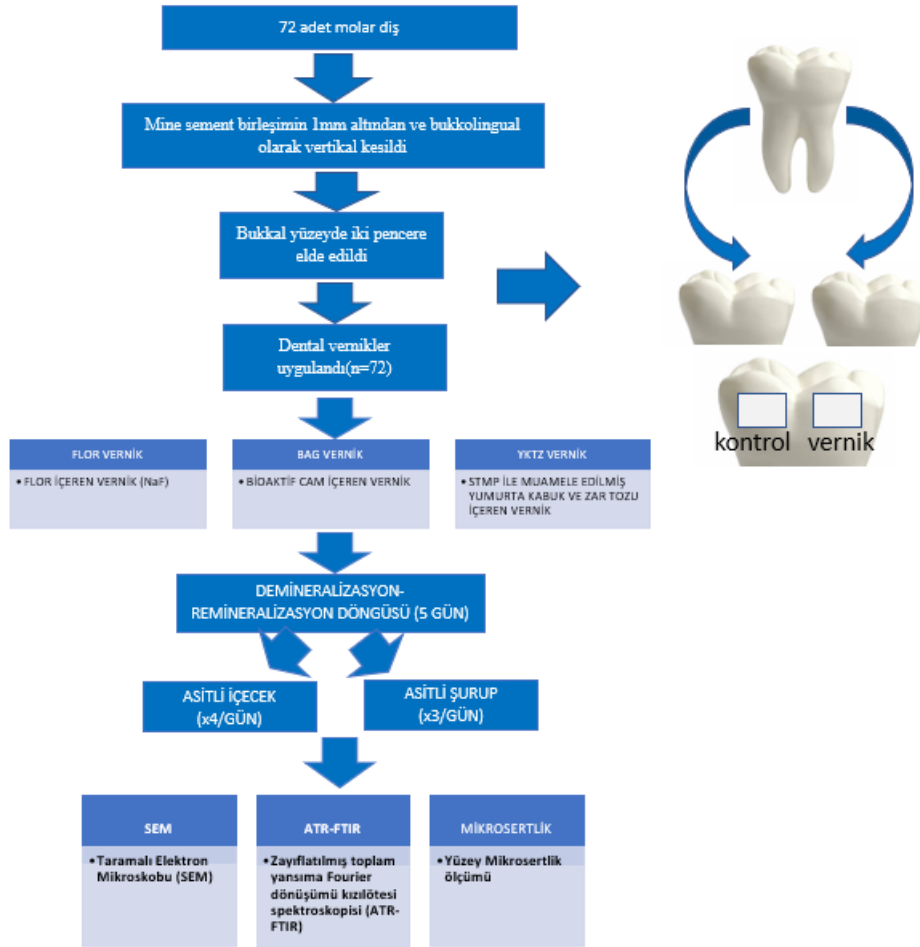 72 adet molar diş
Mine sement birleşimin 1mm altından ve bukkolingual
olarak vertikal kesildi
Bukkal yüzeyde iki pencere
elde edildi
Dental vernikler
uygulandı(n=72)
kontrol vernik
FLOR VERNİK
• FLOR İÇEREN VERNİK (NaF)
BAG VERNİK
• BİOAKTİF CAM İÇEREN VERNİK
YKTZ VERNİK
• STMP İLE MUAMELE EDİLMİŞ
YUMURTA KABUK VE ZAR TOZU
İÇEREN VERNİK
DEMİNERALİZASYON-
REMİNERALİZASYON DÖNGÜSÜ (5 GÜN)
ASİTLİ İÇECEK
(x4/GÜN)
ASİTLİ ŞURUP
(x3/GÜN)
SEM
• Taramalı Elektron
Mikroskobu (SEM)
ATR-FTIR
• Zayıflatılmış toplam
yansıma Fourier
dönüşümü kızılötesi
spektroskopisi (ATR-
FTIR)
MİKROSERTLİK
• Yüzey Mikrosertlik
ölçümü